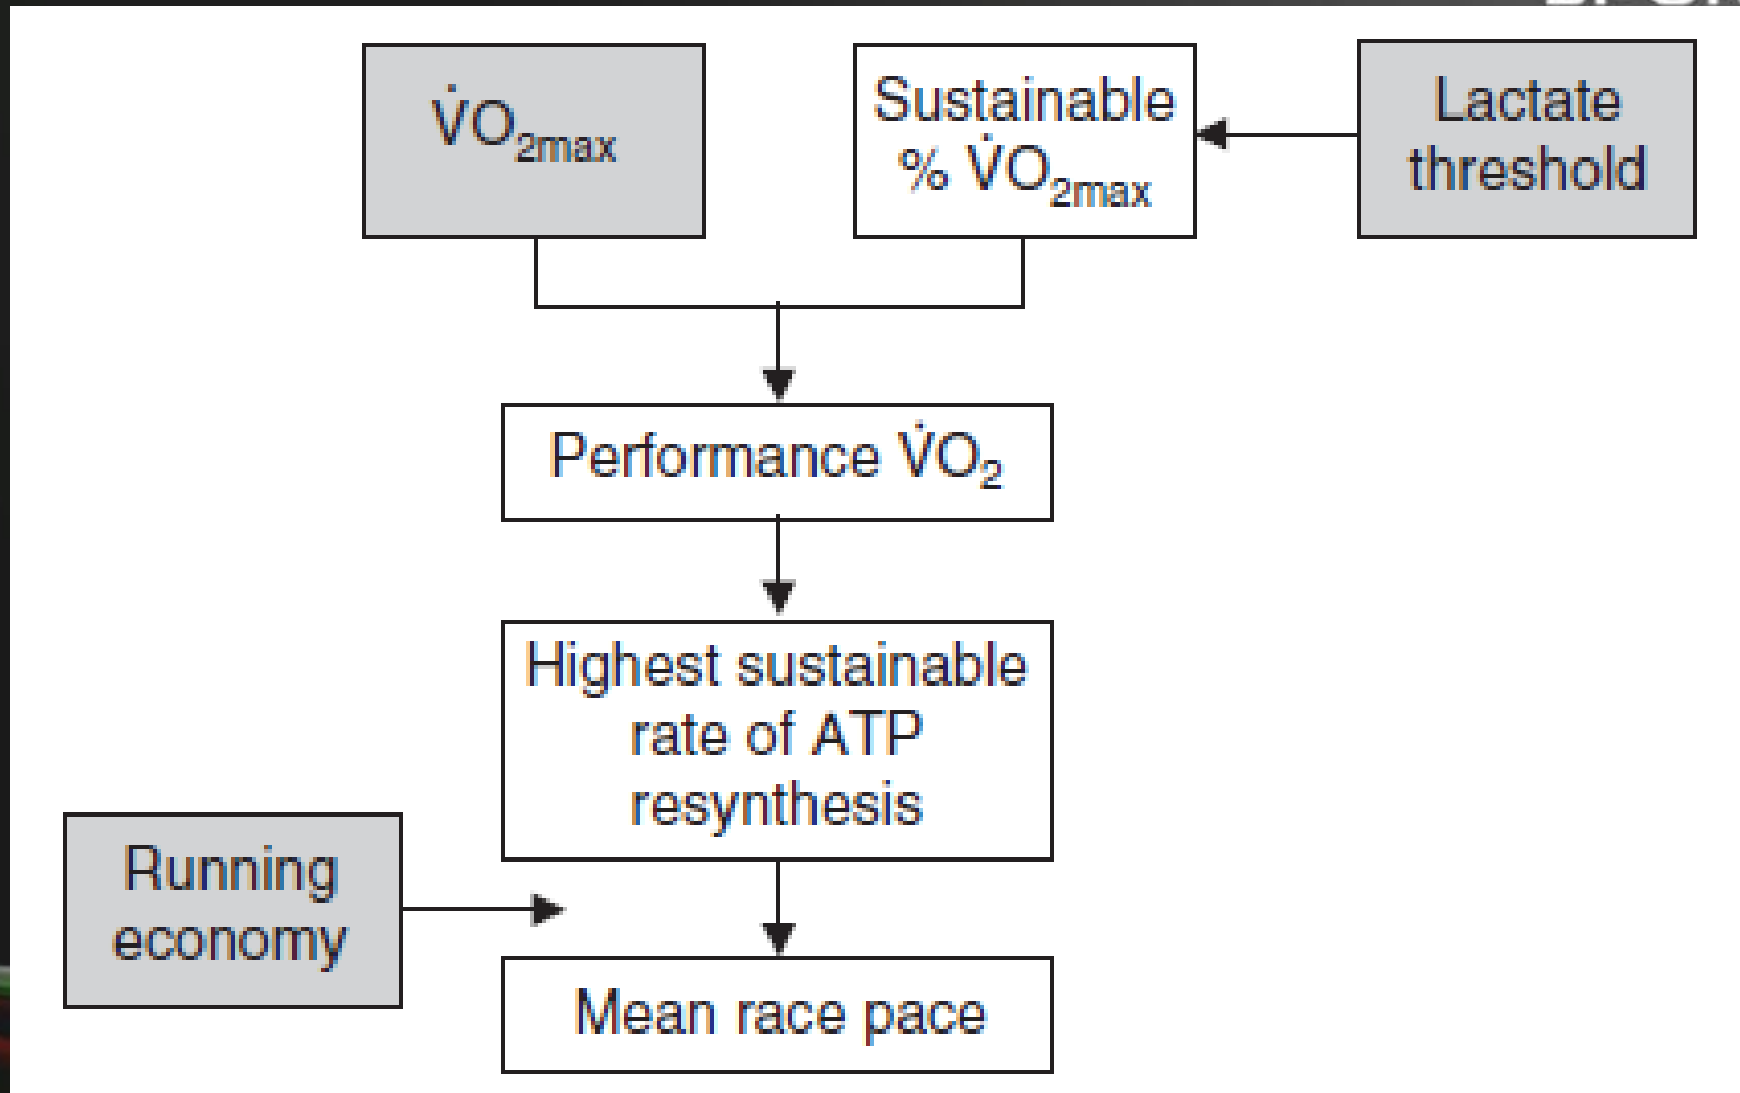 V̇O₂max
Sustainable
% V̇O₂max
Lactate
threshold
Performance V̇O₂
Highest sustainable
rate of ATP
resynthesis
Running
economy
Mean race pace